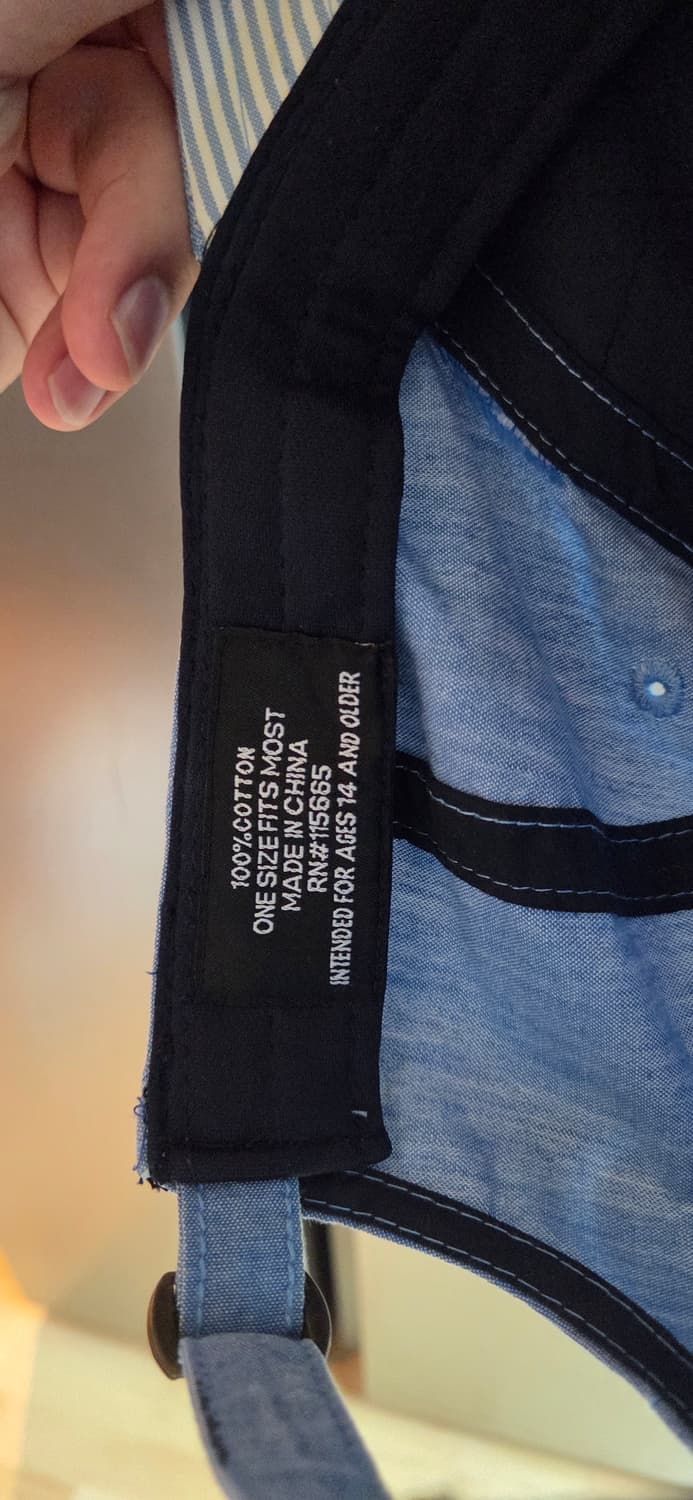 100% COTTON
ONE SIZE FITS MOST
MADE IN CHINA
RN#115665
INTENDED FOR AGES 14 AND OLDER